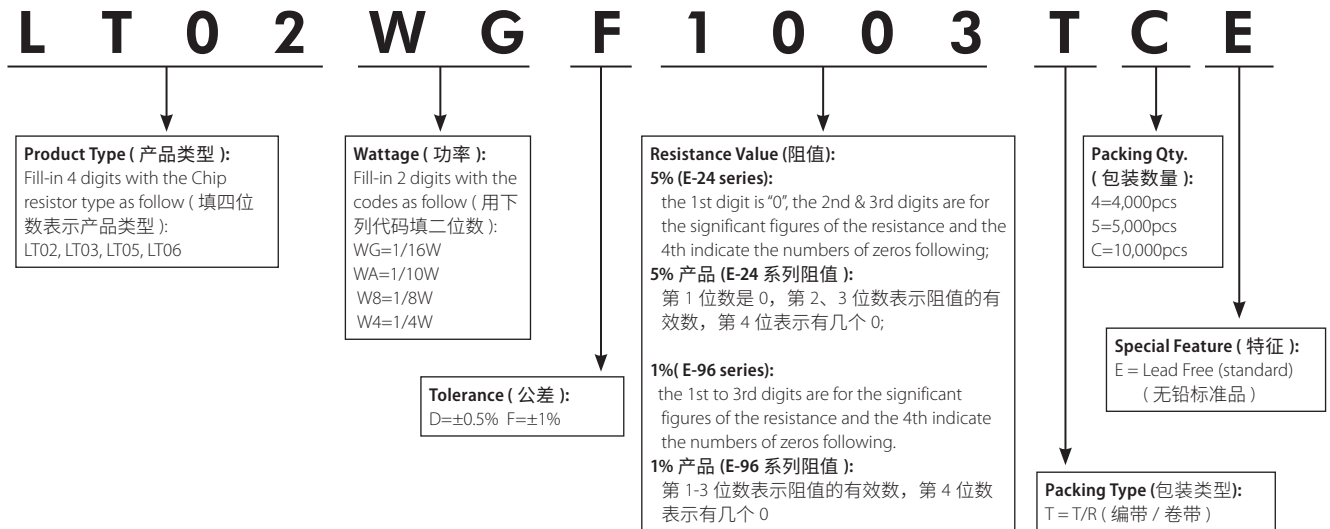 L T 0 2 W G F 1 0 0 3 T C E
Product Type ( 产品类型 ):
Fill-in 4 digits with the Chip
resistor type as follow ( 填四位
数表示产品类型 ):
LT02, LT03, LT05, LT06
Wattage ( 功率 ):
Fill-in 2 digits with the
codes as follow ( 用下
列代码填二位数 ):
WG=1/16W
WA=1/10W
W8=1/8W
W4=1/4W
Tolerance ( 公差 ):
D=±0.5% F=±1%
Resistance Value (阻值):
5% (E-24 series):
the 1st digit is "0", the 2nd & 3rd digits are for
the significant figures of the resistance and the
4th indicate the numbers of zeros following;
5% 产品 (E-24 系列阻值 ):
第 1 位数是 0，第 2、3 位数表示阻值的有
效数，第 4 位表示有几个 0;
1%( E-96 series):
the 1st to 3rd digits are for the significant
figures of the resistance and the 4th indicate
the numbers of zeros following.
1% 产品 (E-96 系列阻值 ):
第 1-3 位数表示阻值的有效数，第 4 位数
表示有几个 0
Packing Qty.
( 包装数量 ):
4=4,000pcs
5=5,000pcs
C=10,000pcs
Special Feature ( 特征 ):
E = Lead Free (standard)
( 无铅标准品 )
Packing Type (包装类型):
T = T/R ( 编带 / 卷带 )